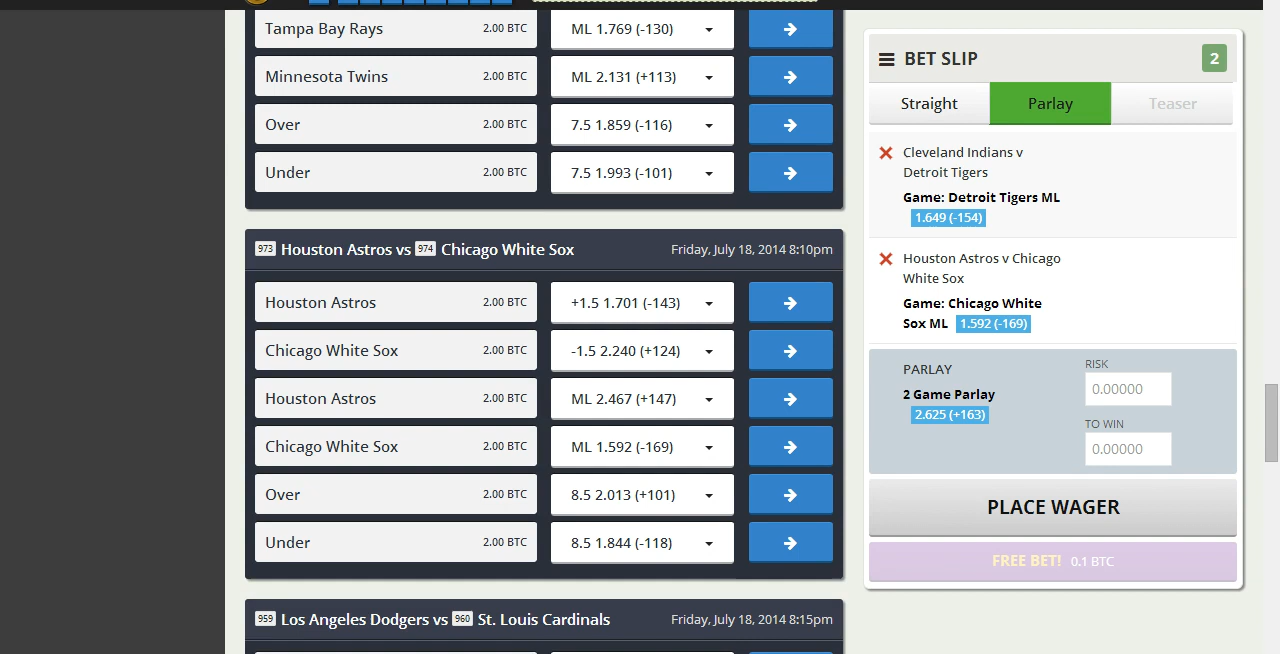 Tampa Bay Rays 2.00 BTC ML 1.769 (-130)
Minnesota Twins 2.00 BTC ML 2.131 (+113)
Over 2.00 BTC 7.5 1.859 (-116)
Under 2.00 BTC 7.5 1.993 (-101)
973 Houston Astros vs 974 Chicago White Sox Friday, July 18, 2014 8:10pm
Houston Astros 2.00 BTC +1.5 1.701 (-143)
Chicago White Sox 2.00 BTC -1.5 2.240 (+124)
Houston Astros 2.00 BTC ML 2.467 (+147)
Chicago White Sox 2.00 BTC ML 1.592 (-169)
Over 2.00 BTC 8.5 2.013 (+101)
Under 2.00 BTC 8.5 1.844 (-118)
959 Los Angeles Dodgers vs 960 St. Louis Cardinals Friday, July 18, 2014 8:15pm
BET SLIP 2
Straight Parlay Teaser
Cleveland Indians v
Detroit Tigers
Game: Detroit Tigers ML
1.649 (-154)
Houston Astros v Chicago
White Sox
Game: Chicago White
Sox ML 1.592 (-169)
PARLAY
2 Game Parlay
2.625 (+163)
RISK
0.00000
TO WIN
0.00000
PLACE WAGER
FREE BET! 0.1 BTC